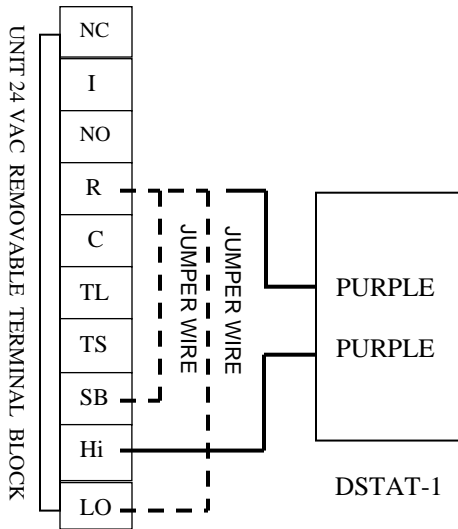 UNIT 24 VAC REMOVABLE TERMINAL BLOCK
NC
I
NO
R
C
TL
TS
SB
Hi
LO
JUMPER WIRE
JUMPER WIRE
PURPLE
PURPLE
DSTAT-1